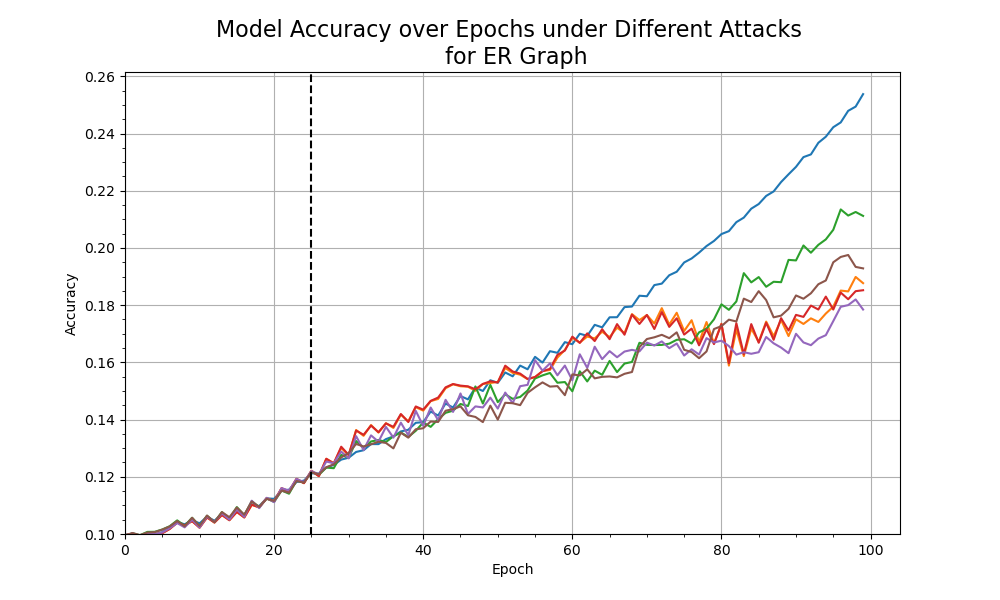 Model Accuracy over Epochs under Different Attacks
for ER Graph
0.26
0.24
0.22
0.20
0.18
0.16
0.14
0.12
0.10
Accuracy
0 20 40 60 80 100
Epoch